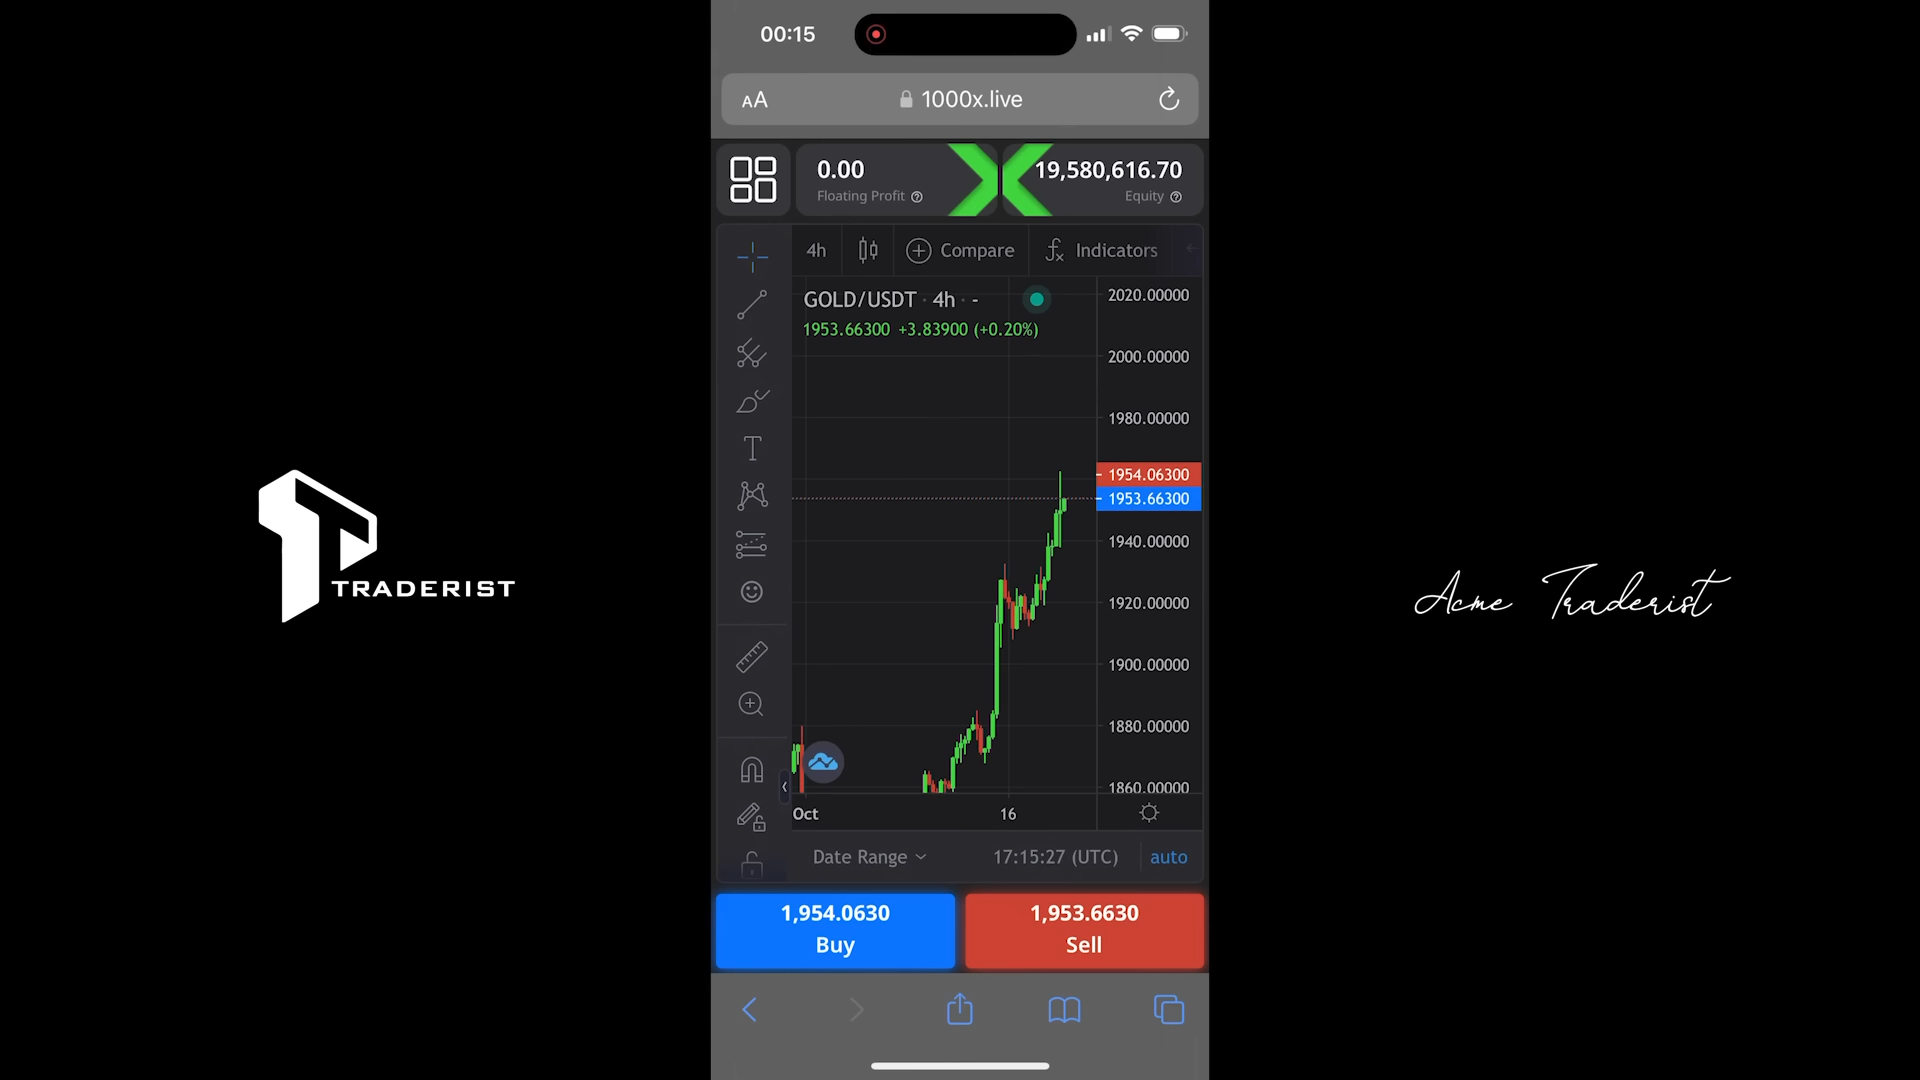 00:15
AA
1000x.live
0.00
Floating Profit
19,580,616.70
Equity
4h
Compare
Indicators
GOLD/USDT · 4h · -
1953.66300 +3.83900 (+0.20%)
2020.00000
2000.00000
1980.00000
1954.06300
1953.66300
1940.00000
1920.00000
1900.00000
1880.00000
1860.00000
Oct
16
Date Range
17:15:27 (UTC)
auto
1,954.0630
Buy
1,953.6630
Sell
TRADERIST
Acme Traderist